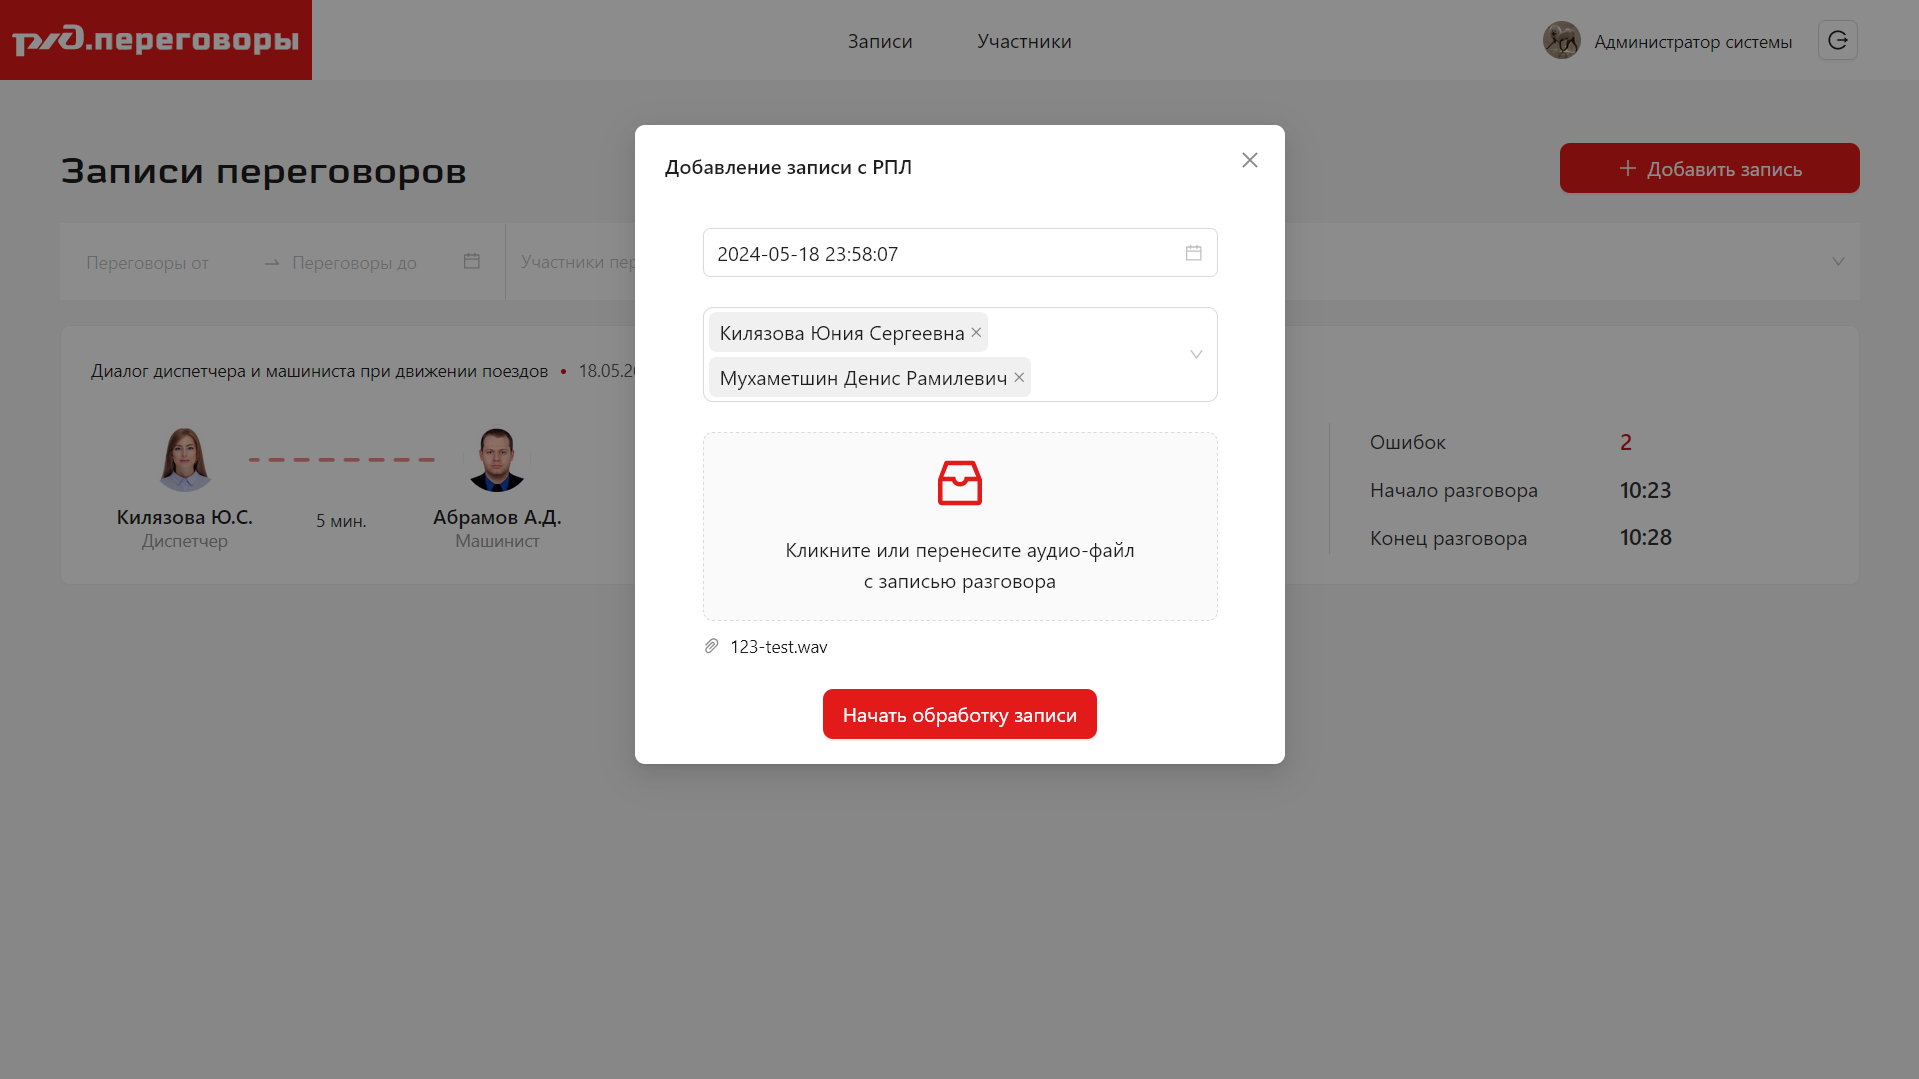 ржд.переговоры
Записи
Участники
Администратор системы
Записи переговоров
+ Добавить запись
Переговоры от → Переговоры до
Участники
Диалог диспетчера и машиниста при движении поездов • 18.05.
Килязова Ю.С.
Диспетчер
5 мин.
Абрамов А.Д.
Машинист
Ошибок 2
Начало разговора 10:23
Конец разговора 10:28
Добавление записи с РПЛ
2024-05-18 23:58:07
Килязова Юния Сергеевна
Мухаметшин Денис Рамилевич
Кликните или перенесите аудио-файл
с записью разговора
123-test.wav
Начать обработку записи